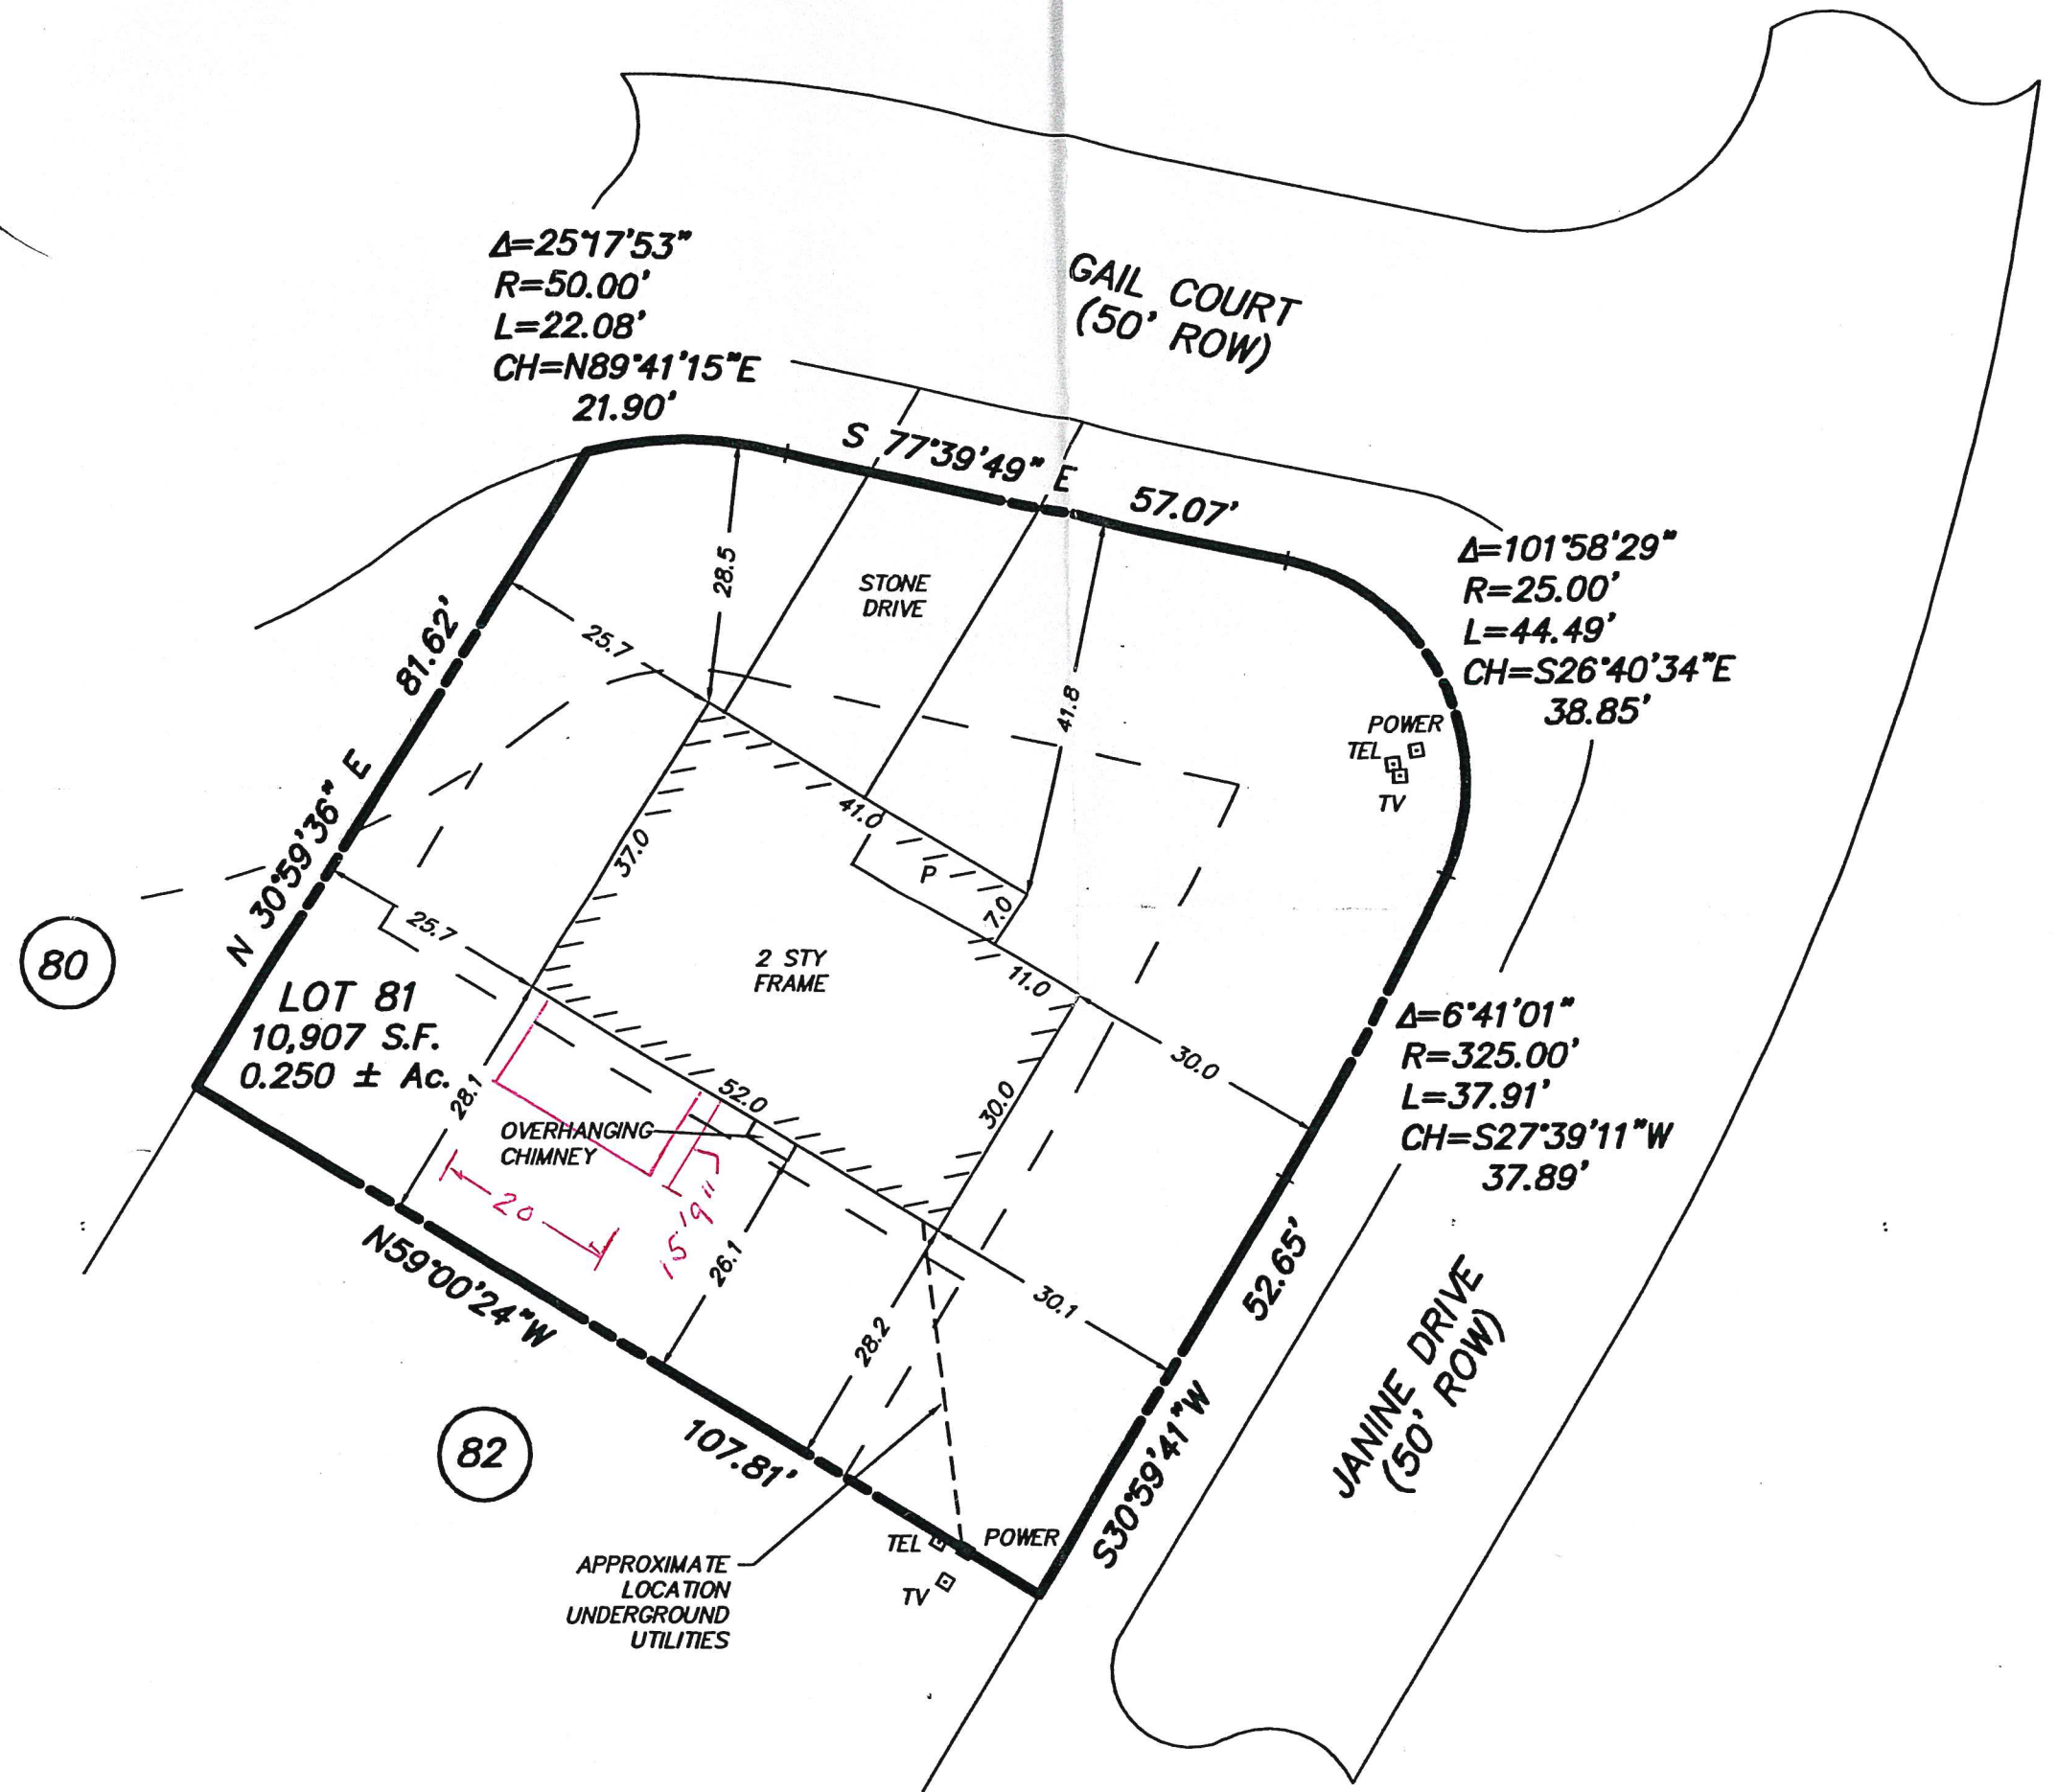 Δ=25°17'53"
R=50.00'
L=22.08'
CH=N89°41'15"E
21.90'
GAIL COURT
(50' ROW)
S 77°39'49" E
57.07'
Δ=101°58'29"
R=25.00'
L=44.49'
CH=S26°40'34"E
38.85'
28.5
STONE
DRIVE
25.7
81.62'
N 30°59'36" E
41.8
POWER
TEL
TV
41.0
37.0
P
7.0
25.7
2 STY
FRAME
11.0
80
LOT 81
10,907 S.F.
0.250 ± Ac.
30.0
Δ=6°41'01"
R=325.00'
L=37.91'
CH=S27°39'11"W
37.89'
28.1
52.0
30.0
OVERHANGING
CHIMNEY
20
15'9"
26.1
N59°00'24"W
30.1
28.2
52.65'
S30°59'41"W
JANINE DRIVE
(50' ROW)
82
107.81'
TEL
POWER
TV
APPROXIMATE
LOCATION
UNDERGROUND
UTILITIES